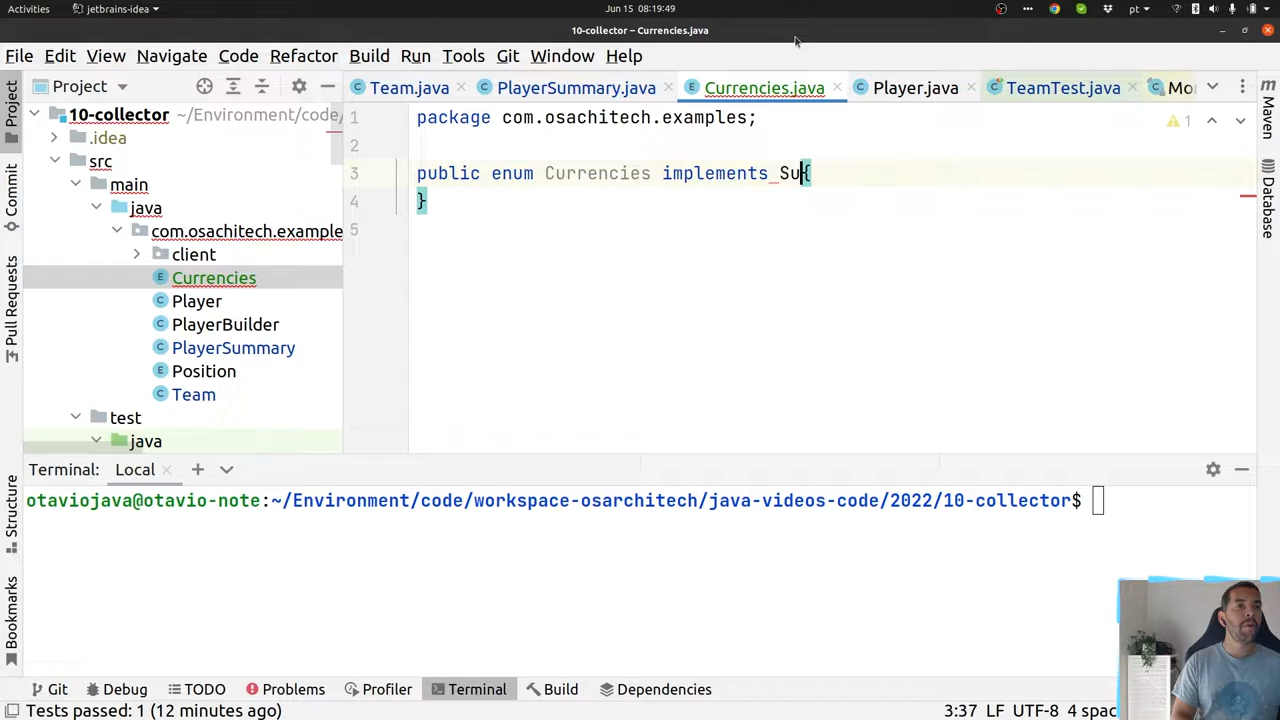 Activities
jetbrains-idea
Jun 15 08:19:49
pt
10-collector – Currencies.java
File Edit View Navigate Code Refactor Build Run Tools Git Window Help
Project
Team.java
PlayerSummary.java
Currencies.java
Player.java
TeamTest.java
Mo
10-collector ~/Environment/code/
.idea
src
main
java
com.osachitech.example
client
Currencies
Player
PlayerBuilder
PlayerSummary
Position
Team
test
java
1 package com.osachitech.examples;
2
3 public enum Currencies implements Su{
4 }
5
1
Project
Commit
Pull Requests
Structure
Bookmarks
Maven
Database
Terminal: Local
otaviojava@otavio-note:~/Environment/code/workspace-osarchitech/java-videos-code/2022/10-collector$
Git Debug TODO Problems Profiler Terminal Build Dependencies
Tests passed: 1 (12 minutes ago)
3:37 LF UTF-8 4 spac